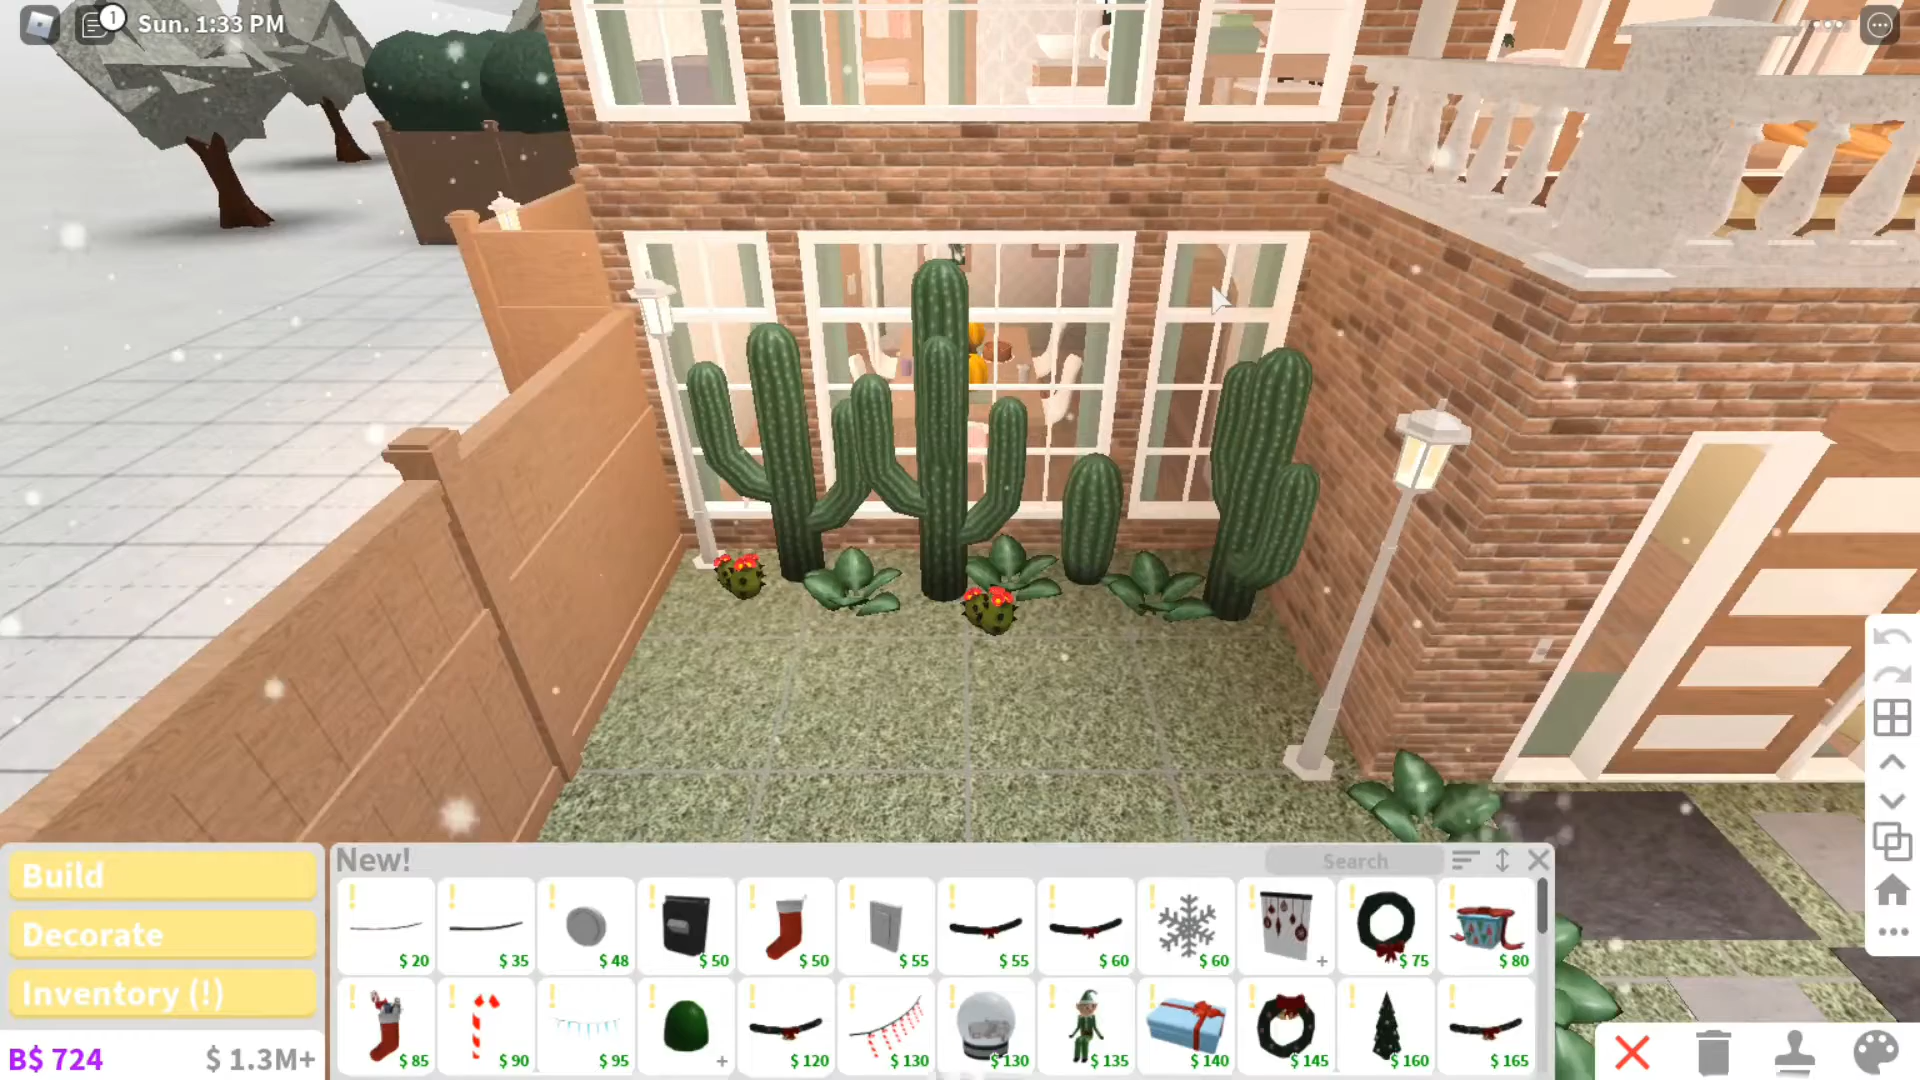 1
Sun. 1:33 PM
Build
Decorate
Inventory (!)
B$ 724
$ 1.3M+
New!
Search
! ! ! ! ! ! ! ! ! ! ! !
$ 20 $ 35 $ 48 $ 50 $ 50 $ 55 $ 55 $ 60 $ 60 + $ 75 $ 80
! ! ! ! ! ! ! ! ! ! ! !
$ 85 $ 90 $ 95 + $ 120 $ 130 $ 130 $ 135 $ 140 $ 145 $ 160 $ 165